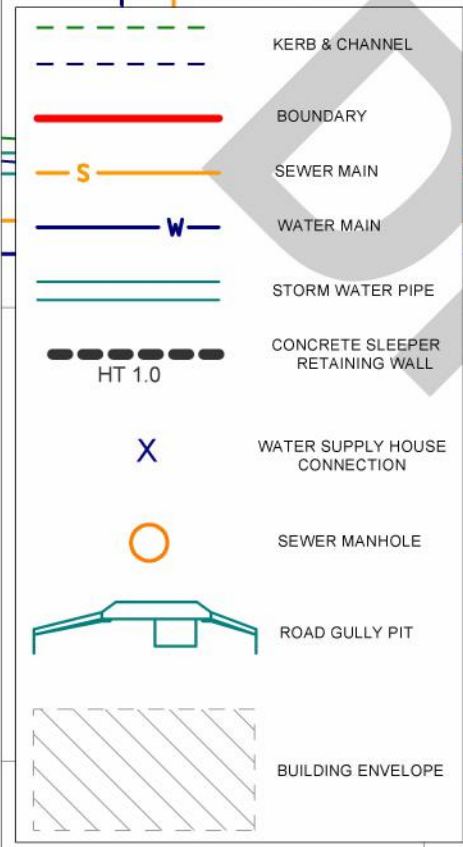 KERB & CHANNEL
BOUNDARY
S
SEWER MAIN
W
WATER MAIN
STORM WATER PIPE
CONCRETE SLEEPER
RETAINING WALL
HT 1.0
X
WATER SUPPLY HOUSE
CONNECTION
SEWER MANHOLE
ROAD GULLY PIT
BUILDING ENVELOPE